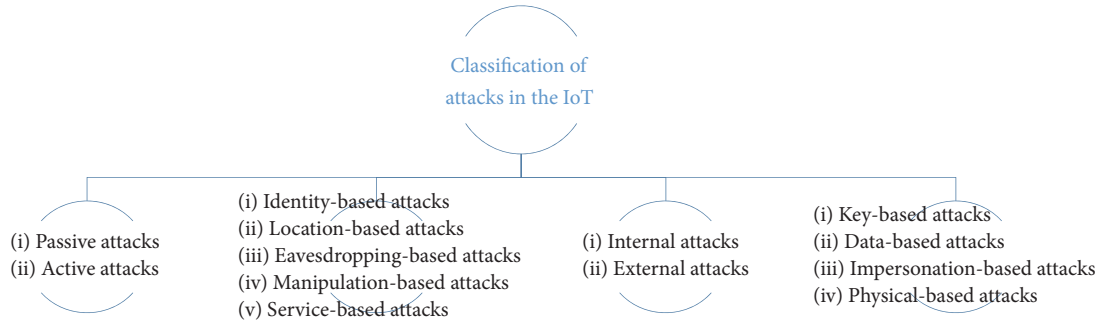 Classification of
attacks in the IoT
(i) Passive attacks
(ii) Active attacks
(i) Identity-based attacks
(ii) Location-based attacks
(iii) Eavesdropping-based attacks
(iv) Manipulation-based attacks
(v) Service-based attacks
(i) Internal attacks
(ii) External attacks
(i) Key-based attacks
(ii) Data-based attacks
(iii) Impersonation-based attacks
(iv) Physical-based attacks